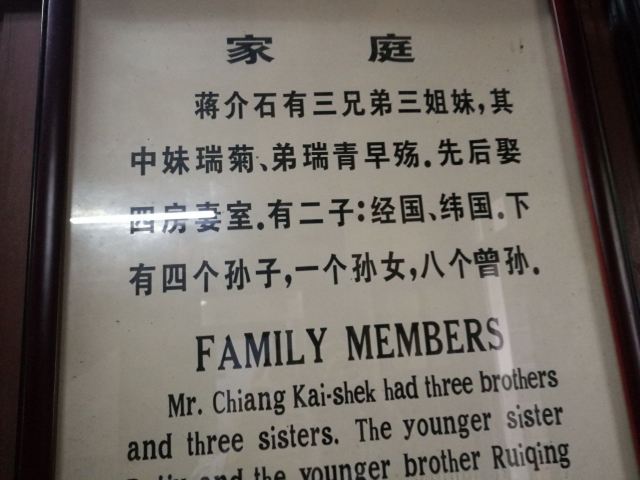 家庭
蒋介石有三兄弟三姐妹,其
中妹瑞菊、弟瑞青早殇.先后娶
四房妻室.有二子:经国、纬国.下
有四个孙子,一个孙女,八个曾孙.
FAMILY MEMBERS
Mr. Chiang Kai-shek had three brothers
and three sisters. The younger sister
and the younger brother Ruiqing